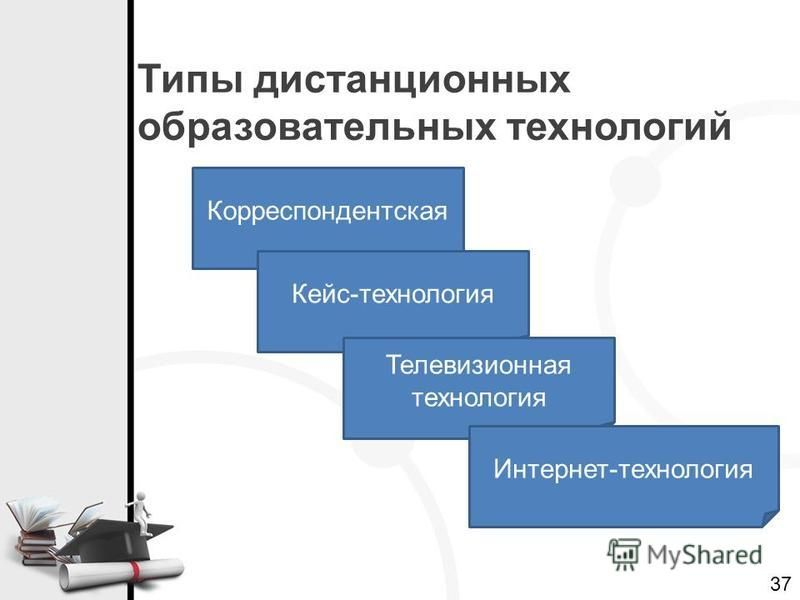 Типы дистанционных
образовательных технологий
Корреспондентская
Кейс-технология
Телевизионная
технология
Интернет-технология
MyShared
37